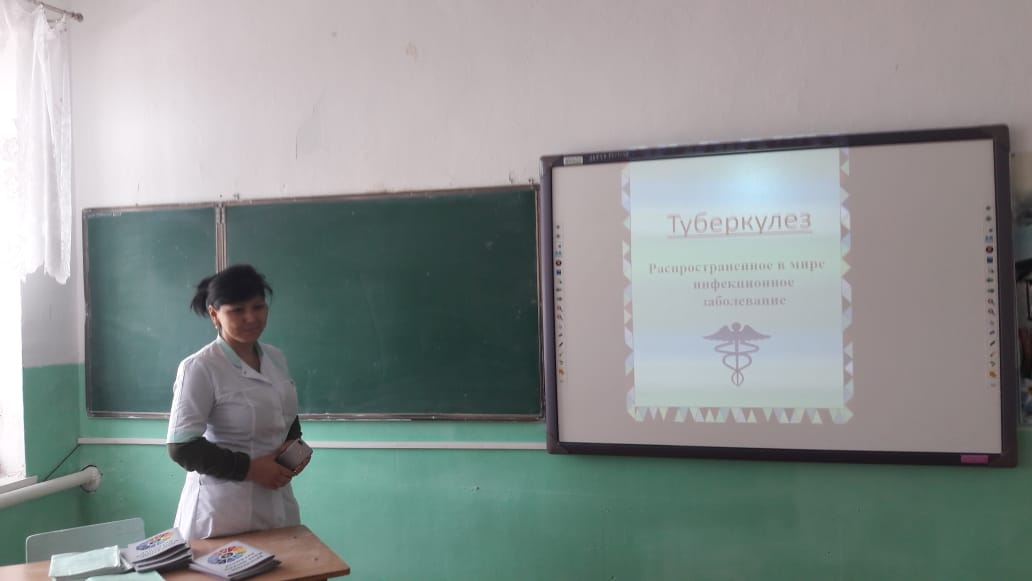 Туберкулез
Распространенное в мире
инфекционное
заболевание